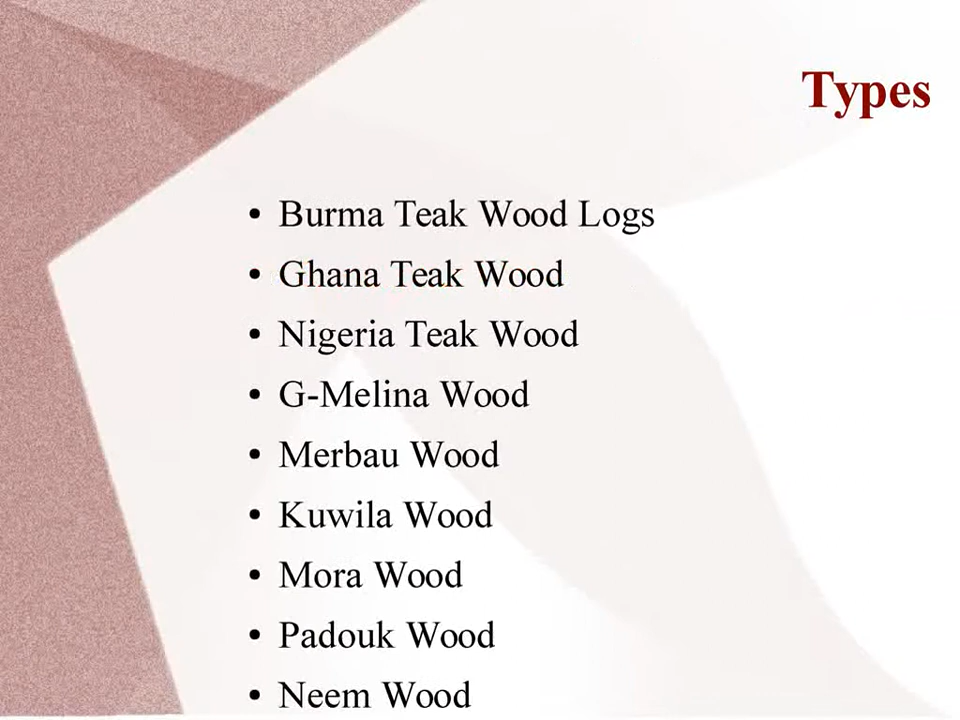 Types
• Burma Teak Wood Logs
• Ghana Teak Wood
• Nigeria Teak Wood
• G-Melina Wood
• Merbau Wood
• Kuwila Wood
• Mora Wood
• Padouk Wood
• Neem Wood